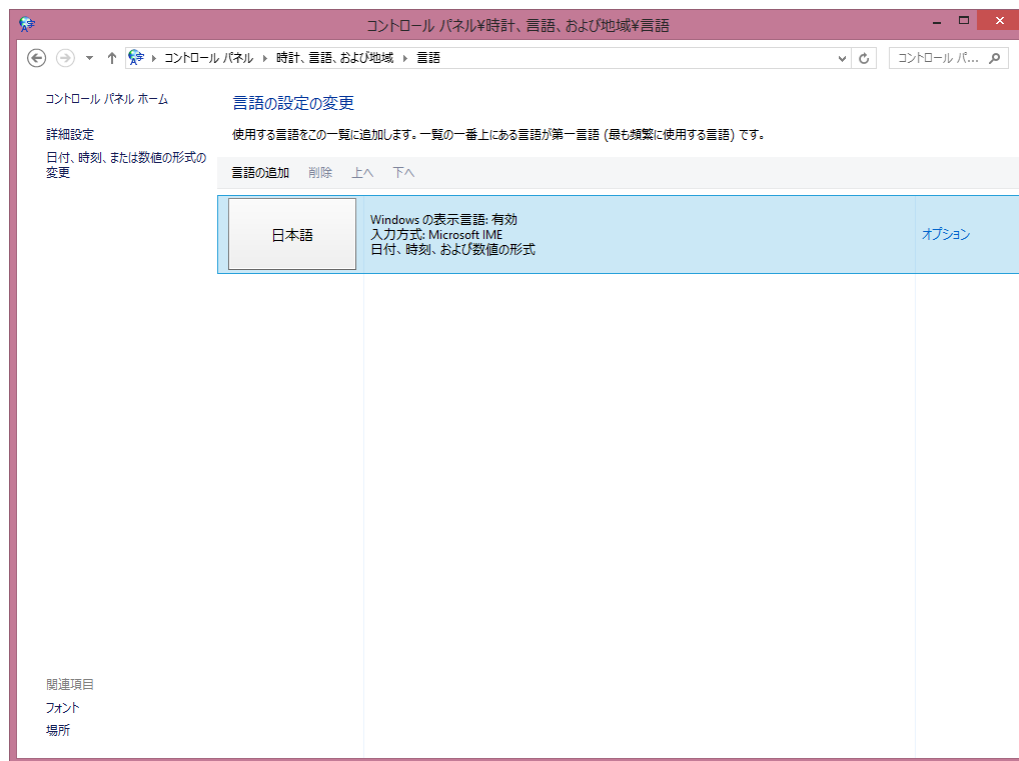 コントロール パネル¥時計、言語、および地域¥言語
コントロール パネル 時計、言語、および地域 言語
コントロール パ...
コントロール パネル ホーム
詳細設定
日付、時刻、または数値の形式の
変更
言語の設定の変更
使用する言語をこの一覧に追加します。一覧の一番上にある言語が第一言語 (最も頻繁に使用する言語) です。
言語の追加 削除 上へ 下へ
日本語
Windows の表示言語: 有効
入力方式: Microsoft IME
日付、時刻、および数値の形式
オプション
関連項目
フォント
場所